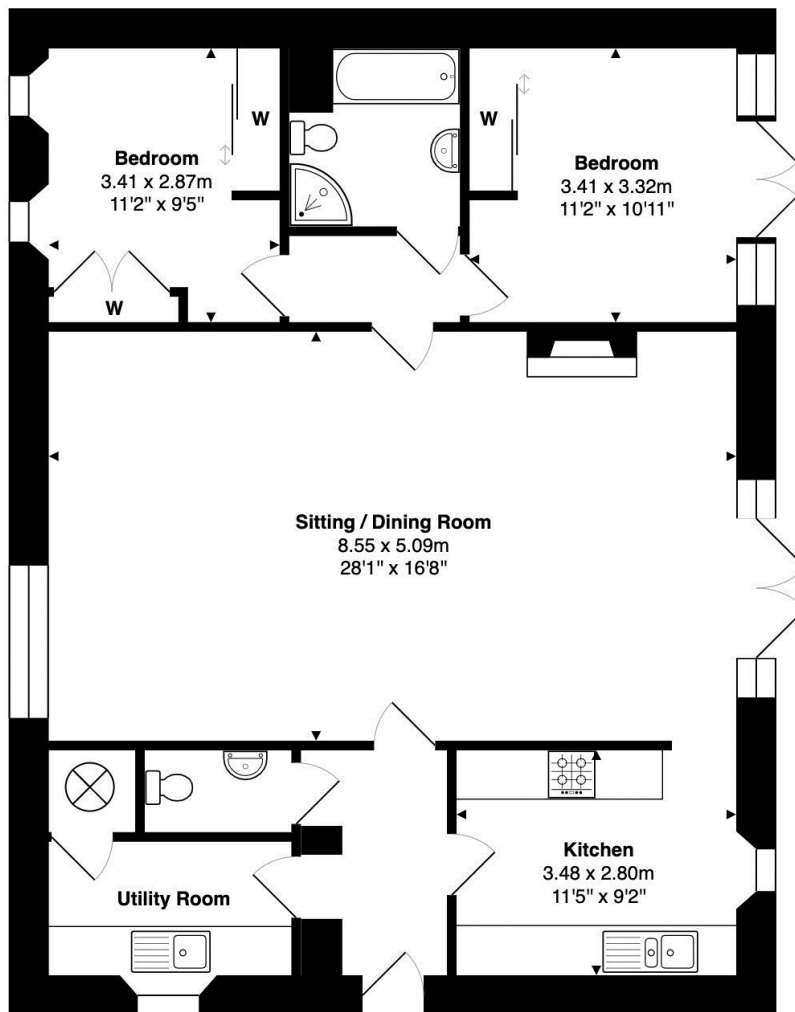 W
Bedroom
3.41 x 2.87m
11'2" x 9'5"
W
W
Bedroom
3.41 x 3.32m
11'2" x 10'11"
Sitting / Dining Room
8.55 x 5.09m
28'1" x 16'8"
Utility Room
Kitchen
3.48 x 2.80m
11'5" x 9'2"